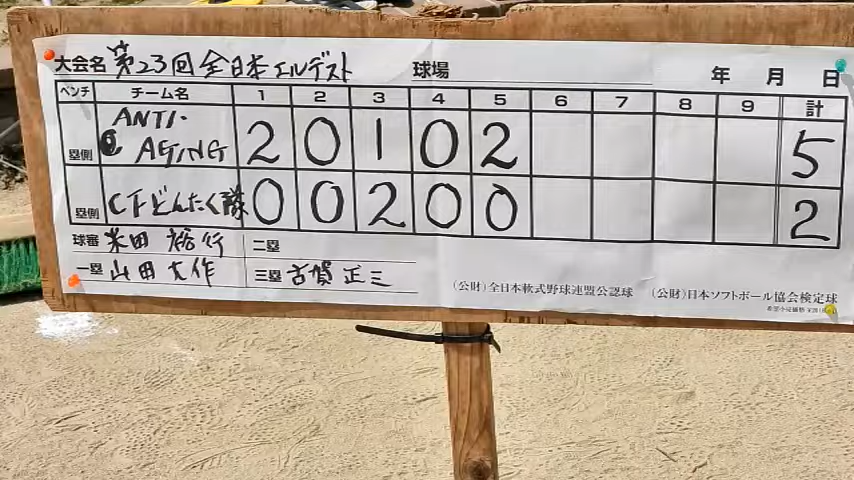 大会名 第23回全日本エルデスト 球場 年 月 日
ベンチ チーム名 1 2 3 4 5 6 7 8 9 計
塁側 ANTI-AGING 2 0 1 0 2 5
塁側 CFどんたく隊 0 0 2 0 0 2
球審 米田 裕行 二塁
一塁 山田 大作 三塁 古賀 正三
(公財)全日本軟式野球連盟公認球 (公財)日本ソフトボール協会検定球